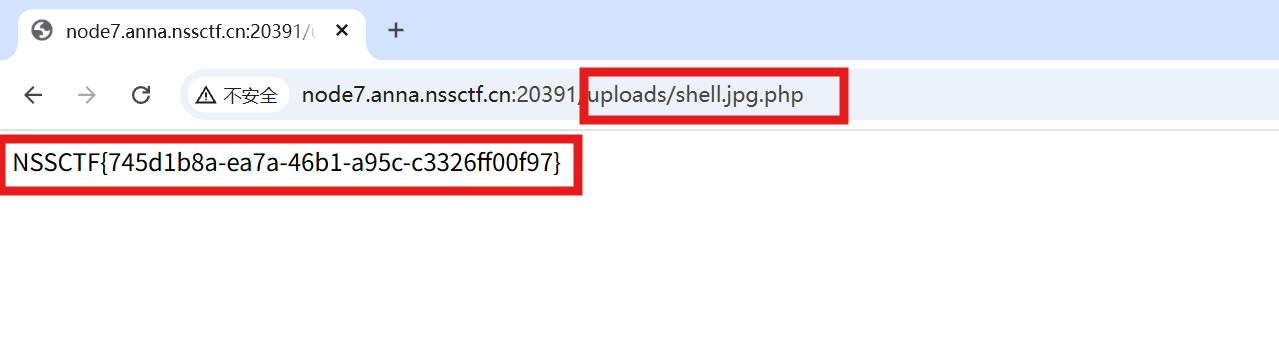 node7.anna.nssctf.cn:20391/
不安全 node7.anna.nssctf.cn:20391/uploads/shell.jpg.php
NSSCTF{745d1b8a-ea7a-46b1-a95c-c3326ff00f97}